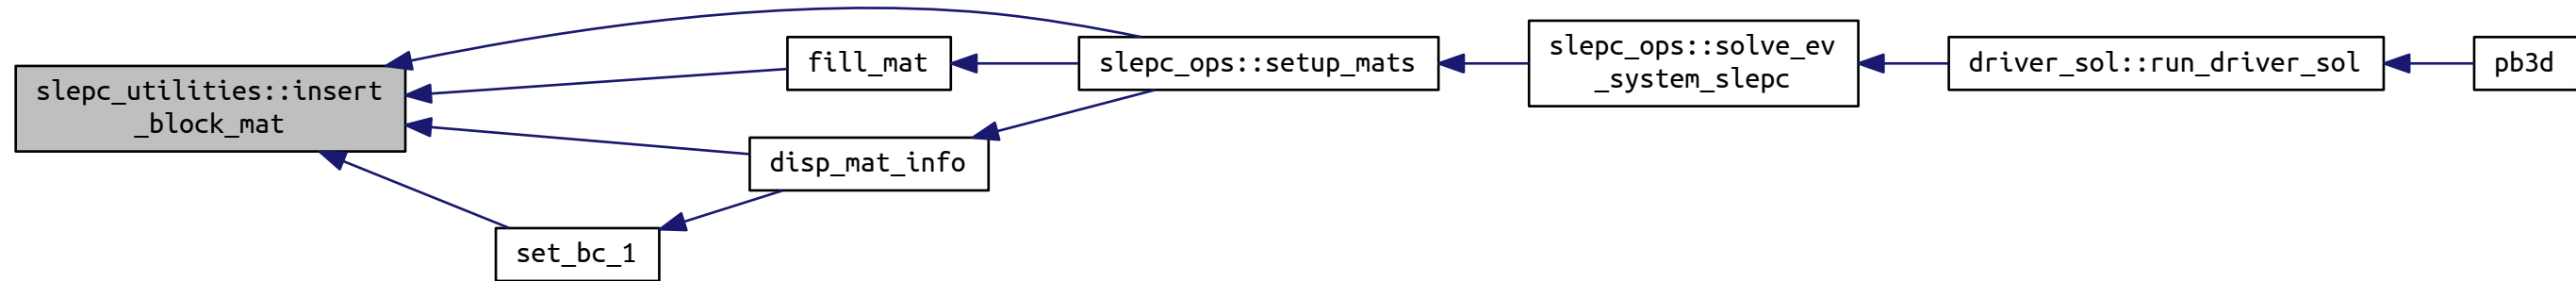 slepc_utilities::insert
_block_mat
fill_mat
disp_mat_info
set_bc_1
slepc_ops::setup_mats
slepc_ops::solve_ev
_system_slepc
driver_sol::run_driver_sol
pb3d